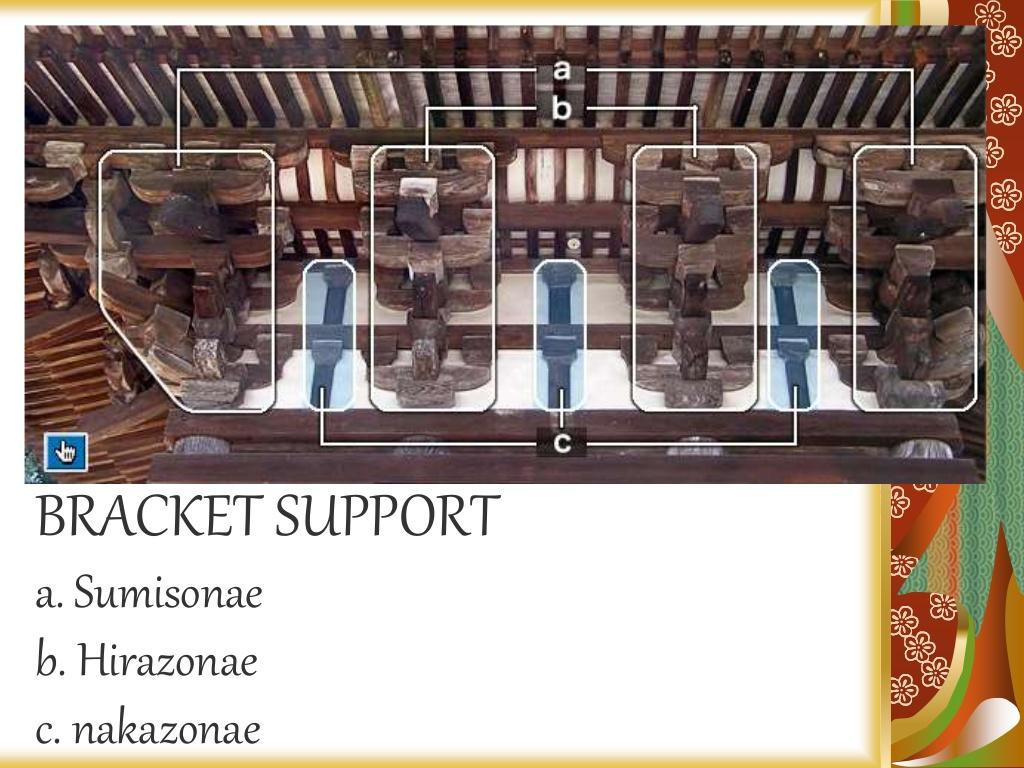 a
b
c
BRACKET SUPPORT
a. Sumisonae
b. Hirazonae
c. nakazonae